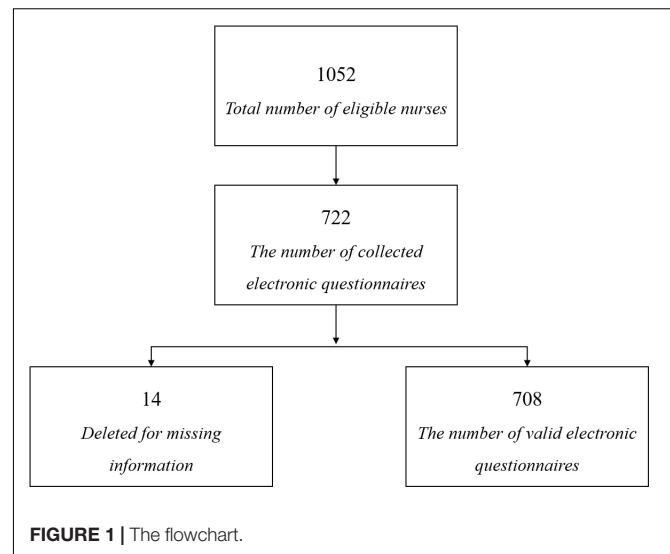 1052
Total number of eligible nurses
722
The number of collected
electronic questionnaires
14
Deleted for missing
information
708
The number of valid electronic
questionnaires
FIGURE 1 | The flowchart.